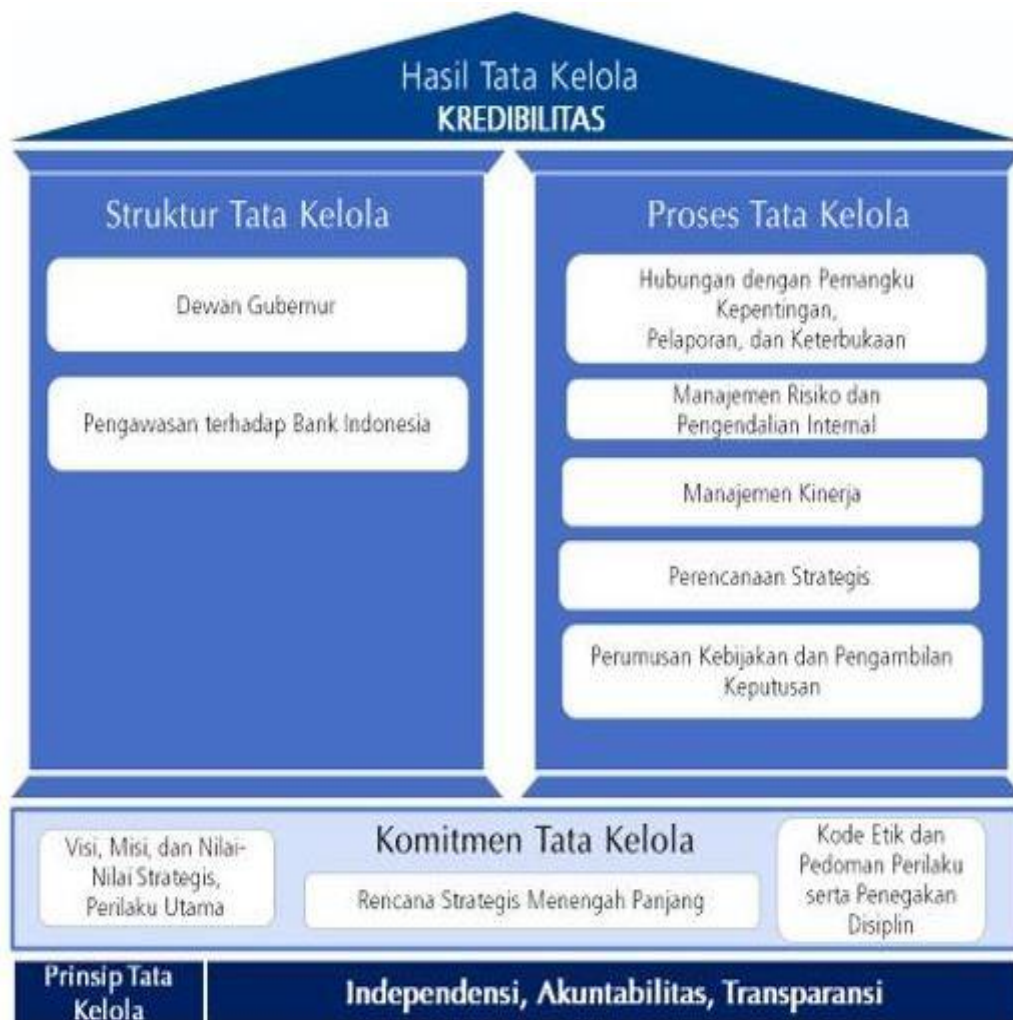 Hasil Tata Kelola
KREDIBILITAS
Struktur Tata Kelola
Dewan Gubernur
Pengawasan terhadap Bank Indonesia
Proses Tata Kelola
Hubungan dengan Pemangku
Kepentingan,
Pelaporan, dan Keterbukaan
Manajemen Risiko dan
Pengendalian Internal
Manajemen Kinerja
Perencanaan Strategis
Perumusan Kebijakan dan Pengambilan
Keputusan
Komitmen Tata Kelola
Visi, Misi, dan Nilai-
Nilai Strategis,
Perilaku Utama
Rencana Strategis Menengah Panjang
Kode Etik dan
Pedoman Perilaku
serta Penegakan
Disiplin
Prinsip Tata
Kelola
Independensi, Akuntabilitas, Transparansi